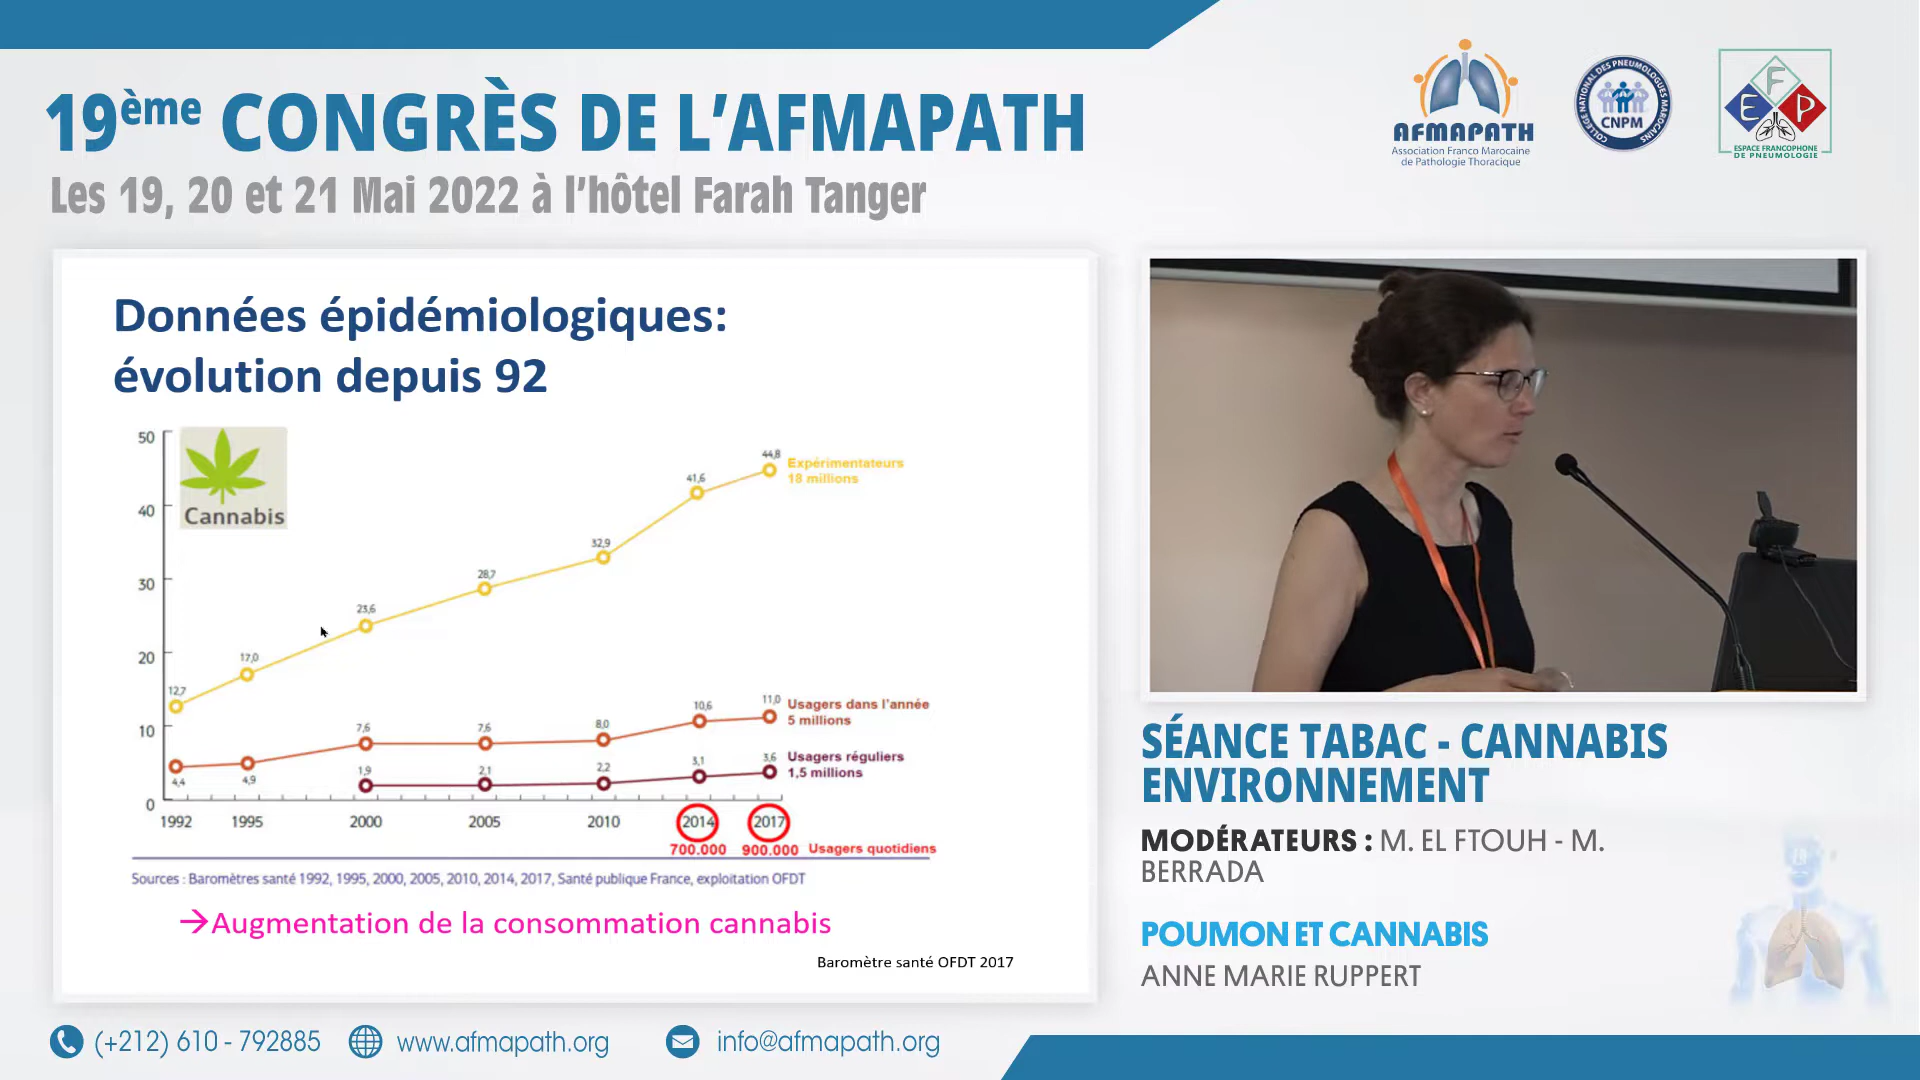 19ème CONGRÈS DE L'AFMAPATH
Les 19, 20 et 21 Mai 2022 à l'hôtel Farah Tanger
AFMAPATH
Association Franco Marocaine
de Pathologie Thoracique
COLLÈGE NATIONAL DES PNEUMOLOGUES MAROCAINS
CNPM
E F P
ESPACE FRANCOPHONE
DE PNEUMOLOGIE
Données épidémiologiques:
évolution depuis 92
Cannabis
50
40
30
20
10
0
12,7
17,0
23,6
28,7
32,9
41,6
44,8
Expérimentateurs
18 millions
4,4
4,9
7,6
7,6
8,0
10,6
11,0
Usagers dans l'année
5 millions
1,9
2,1
2,2
3,1
3,6
Usagers réguliers
1,5 millions
1992 1995 2000 2005 2010 2014 2017
700.000 900.000 Usagers quotidiens
Sources : Baromètres santé 1992, 1995, 2000, 2005, 2010, 2014, 2017, Santé publique France, exploitation OFDT
→Augmentation de la consommation cannabis
Baromètre santé OFDT 2017
SÉANCE TABAC - CANNABIS
ENVIRONNEMENT
MODÉRATEURS : M. EL FTOUH - M.
BERRADA
POUMON ET CANNABIS
ANNE MARIE RUPPERT
(+212) 610 - 792885
www.afmapath.org
info@afmapath.org